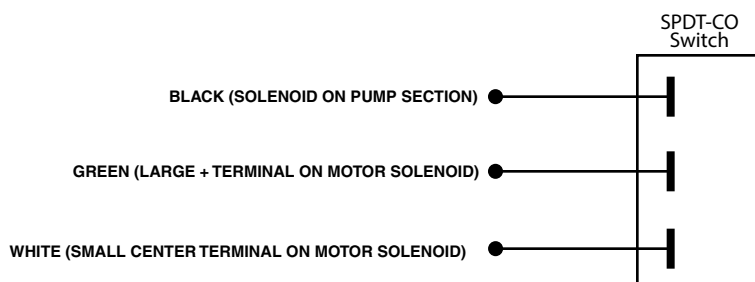 SPDT-CO
Switch
BLACK (SOLENOID ON PUMP SECTION)
GREEN (LARGE + TERMINAL ON MOTOR SOLENOID)
WHITE (SMALL CENTER TERMINAL ON MOTOR SOLENOID)